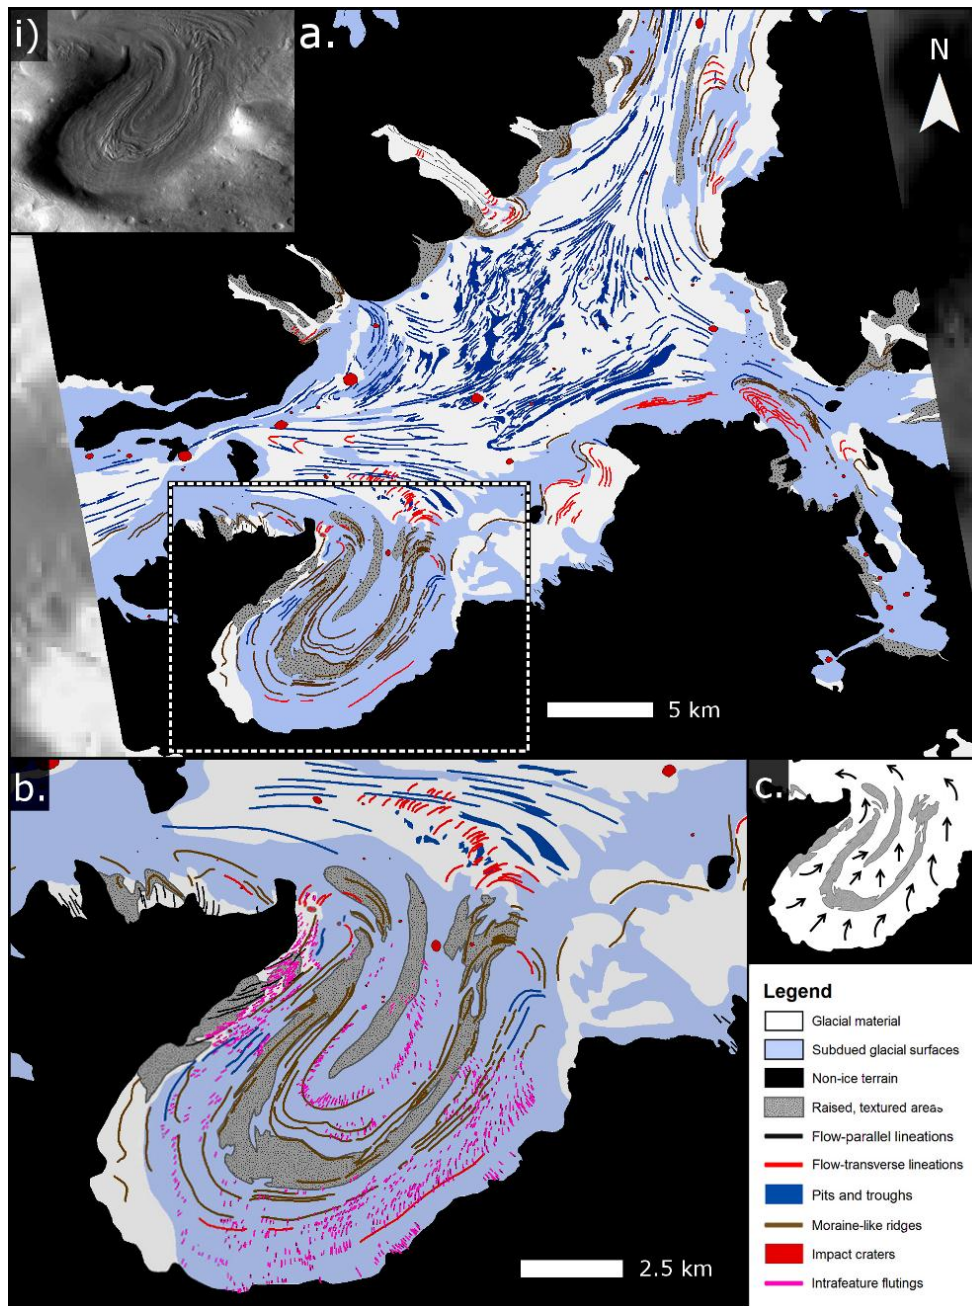 i)
a.
N
5 km
b.
c.
2.5 km
Legend
Glacial material
Subdued glacial surfaces
Non-ice terrain
Raised, textured areas
Flow-parallel lineations
Flow-transverse lineations
Pits and troughs
Moraine-like ridges
Impact craters
Intrafeature flutings